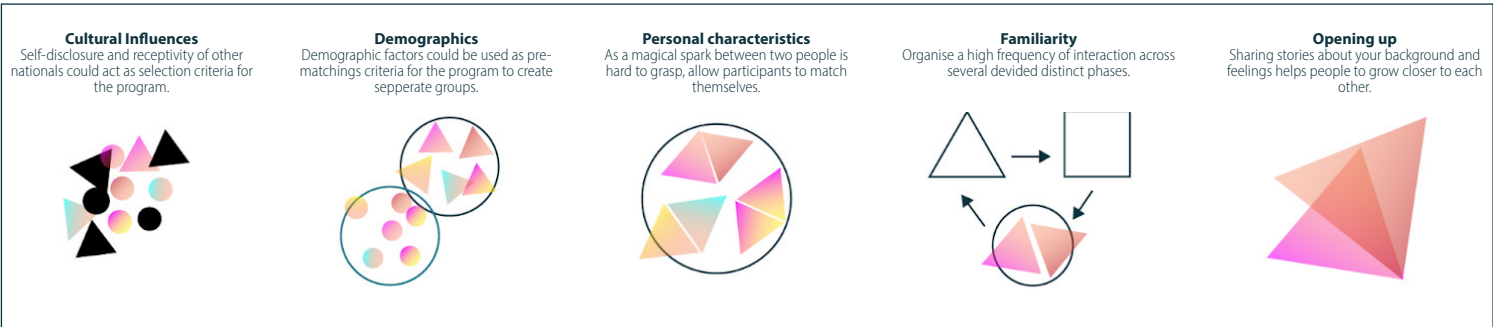 Cultural Influences
Self-disclosure and receptivity of other
nationals could act as selection criteria for
the program.
Demographics
Demographic factors could be used as pre-
matchings criteria for the program to create
sepperate groups.
Personal characteristics
As a magical spark between two people is
hard to grasp, allow participants to match
themselves.
Familiarity
Organise a high frequency of interaction across
several devided distinct phases.
Opening up
Sharing stories about your background and
feelings helps people to grow closer to each
other.